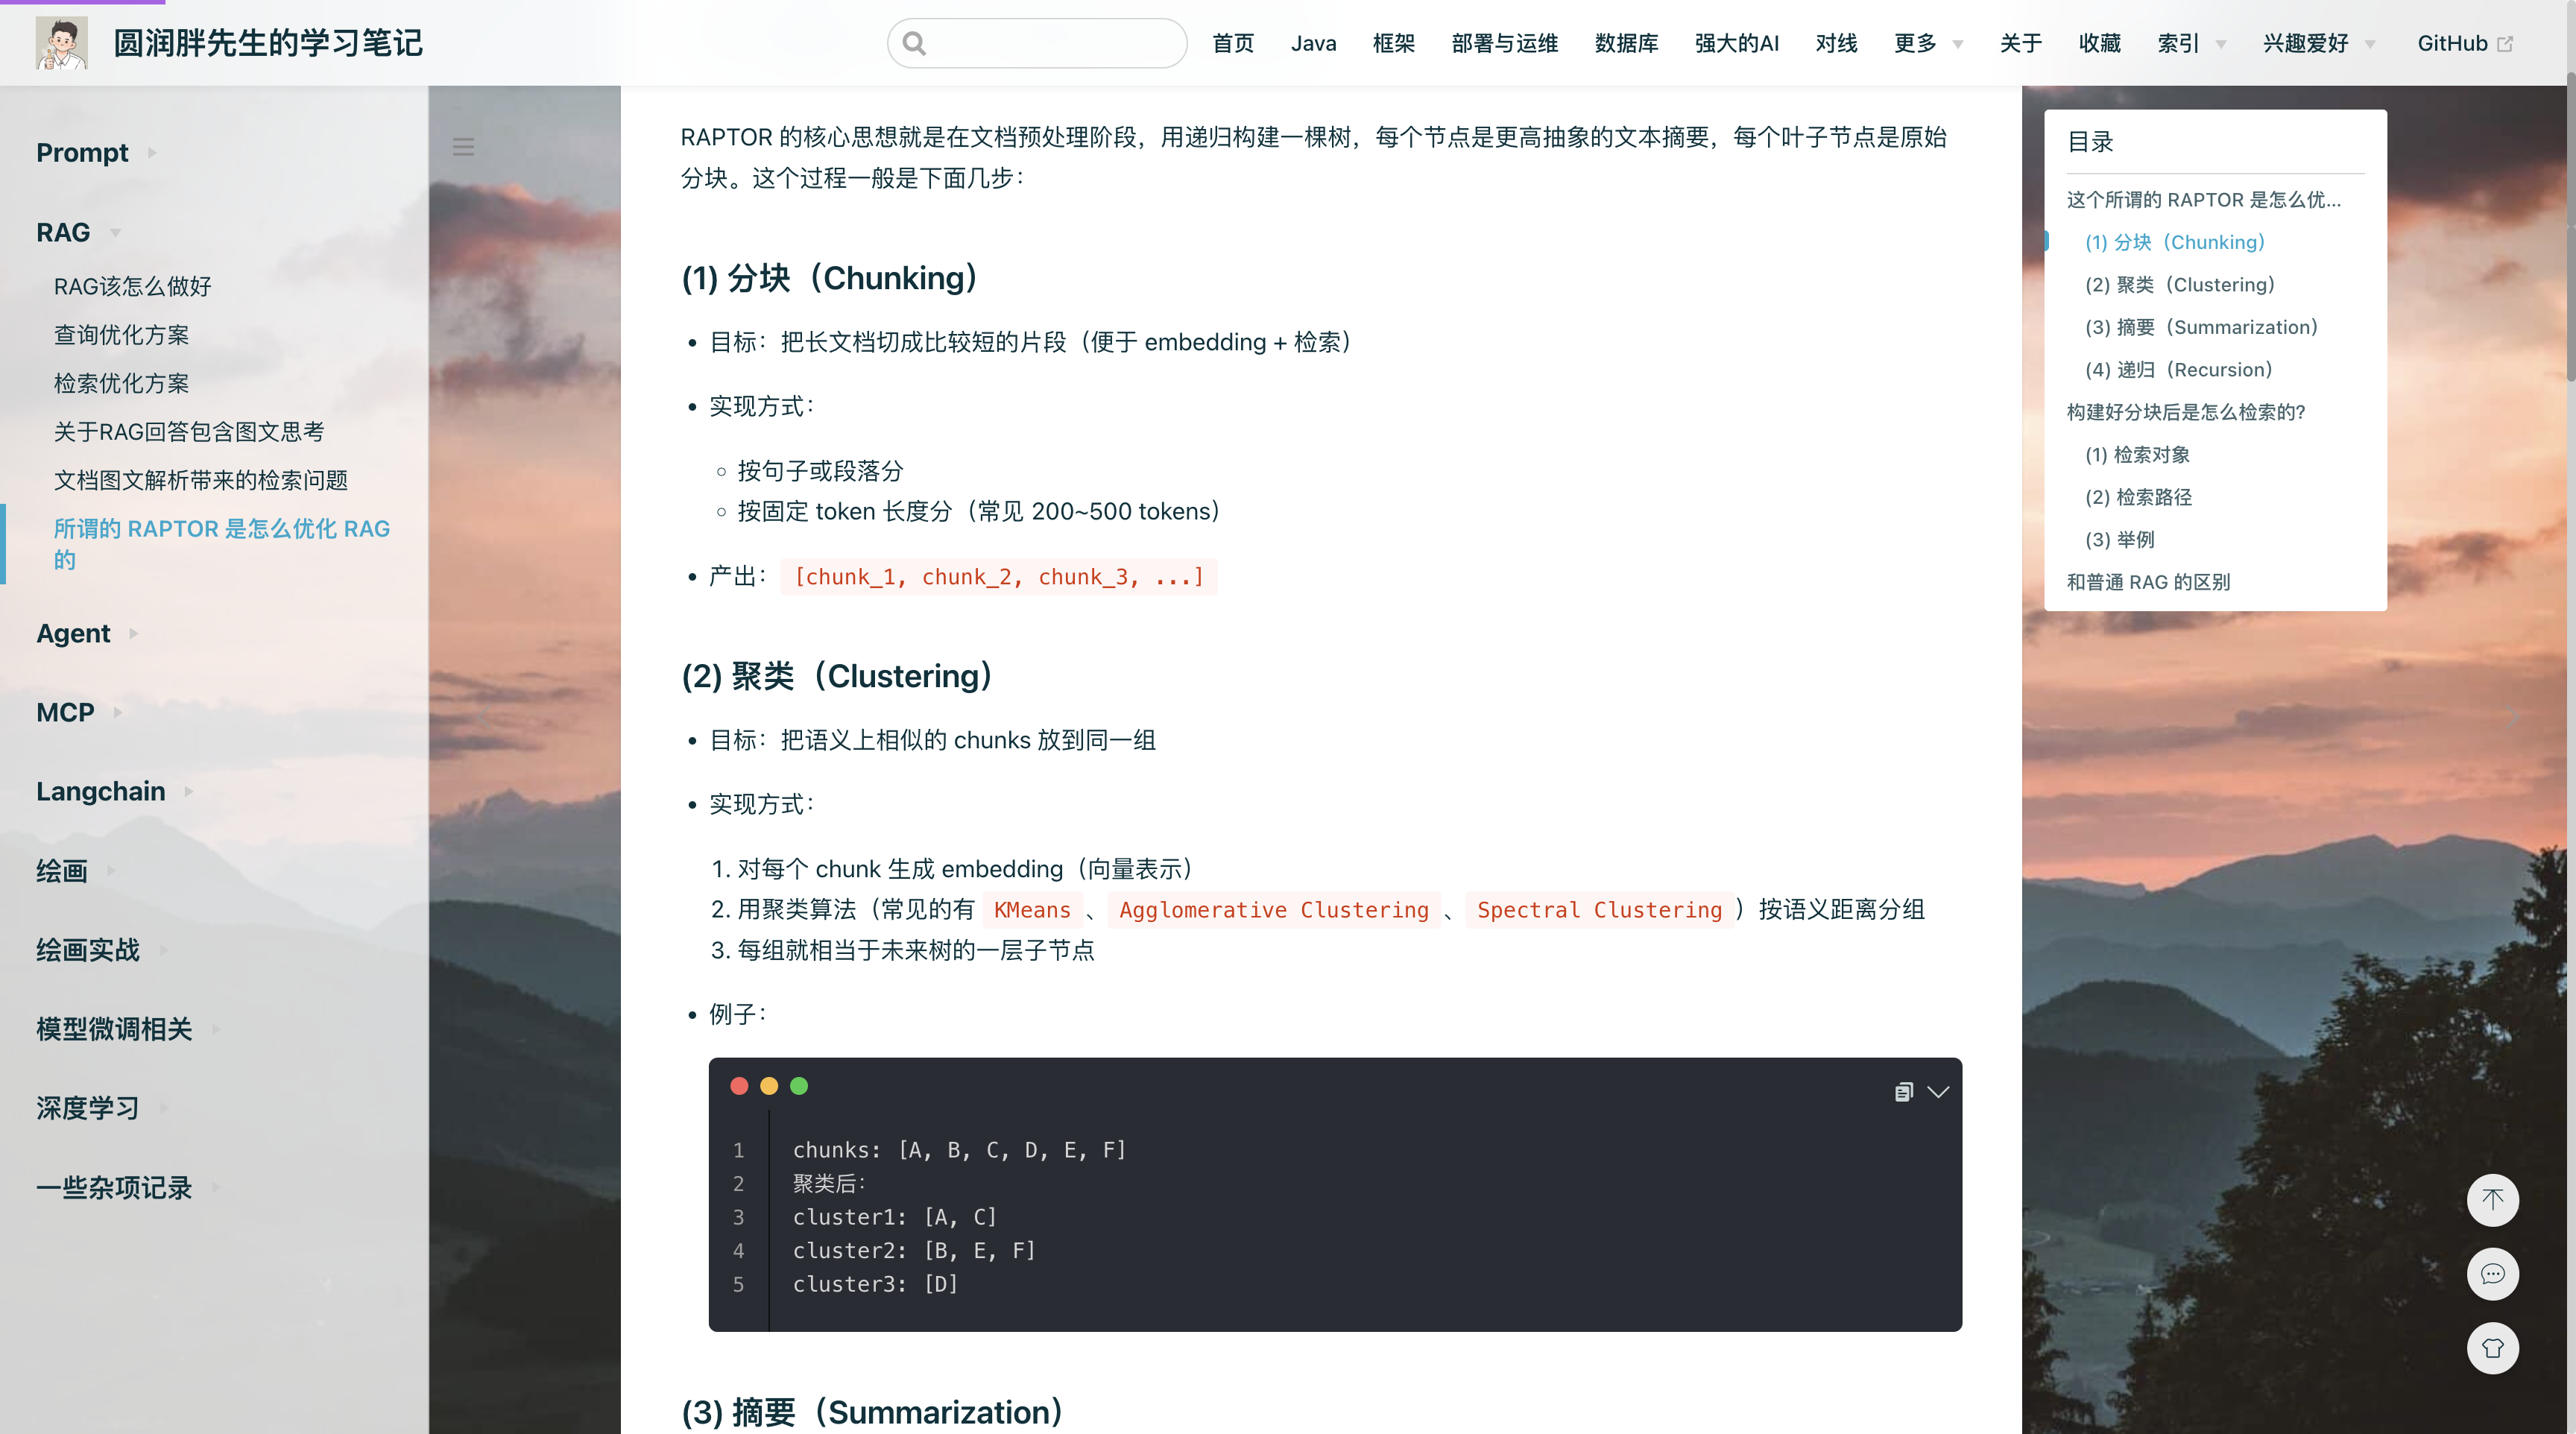 圆润胖先生的学习笔记
首页 Java 框架 部署与运维 数据库 强大的AI 对线 更多 关于 收藏 索引 兴趣爱好 GitHub
Prompt
RAG
RAG该怎么做好
查询优化方案
检索优化方案
关于RAG回答包含图文思考
文档图文解析带来的检索问题
所谓的 RAPTOR 是怎么优化 RAG
的
Agent
MCP
Langchain
绘画
绘画实战
模型微调相关
深度学习
一些杂项记录
RAPTOR 的核心思想就是在文档预处理阶段，用递归构建一棵树，每个节点是更高抽象的文本摘要，每个叶子节点是原始
分块。这个过程一般是下面几步：
(1) 分块（Chunking）
• 目标：把长文档切成比较短的片段（便于 embedding + 检索）
• 实现方式：
◦ 按句子或段落分
◦ 按固定 token 长度分（常见 200~500 tokens）
• 产出： [chunk_1, chunk_2, chunk_3, ...]
(2) 聚类（Clustering）
• 目标：把语义上相似的 chunks 放到同一组
• 实现方式：
1. 对每个 chunk 生成 embedding（向量表示）
2. 用聚类算法（常见的有 KMeans 、 Agglomerative Clustering 、 Spectral Clustering ）按语义距离分组
3. 每组就相当于未来树的一层子节点
• 例子：
1 chunks: [A, B, C, D, E, F]
2 聚类后：
3 cluster1: [A, C]
4 cluster2: [B, E, F]
5 cluster3: [D]
(3) 摘要（Summarization）
目录
这个所谓的 RAPTOR 是怎么优...
(1) 分块（Chunking）
(2) 聚类（Clustering）
(3) 摘要（Summarization）
(4) 递归（Recursion）
构建好分块后是怎么检索的?
(1) 检索对象
(2) 检索路径
(3) 举例
和普通 RAG 的区别